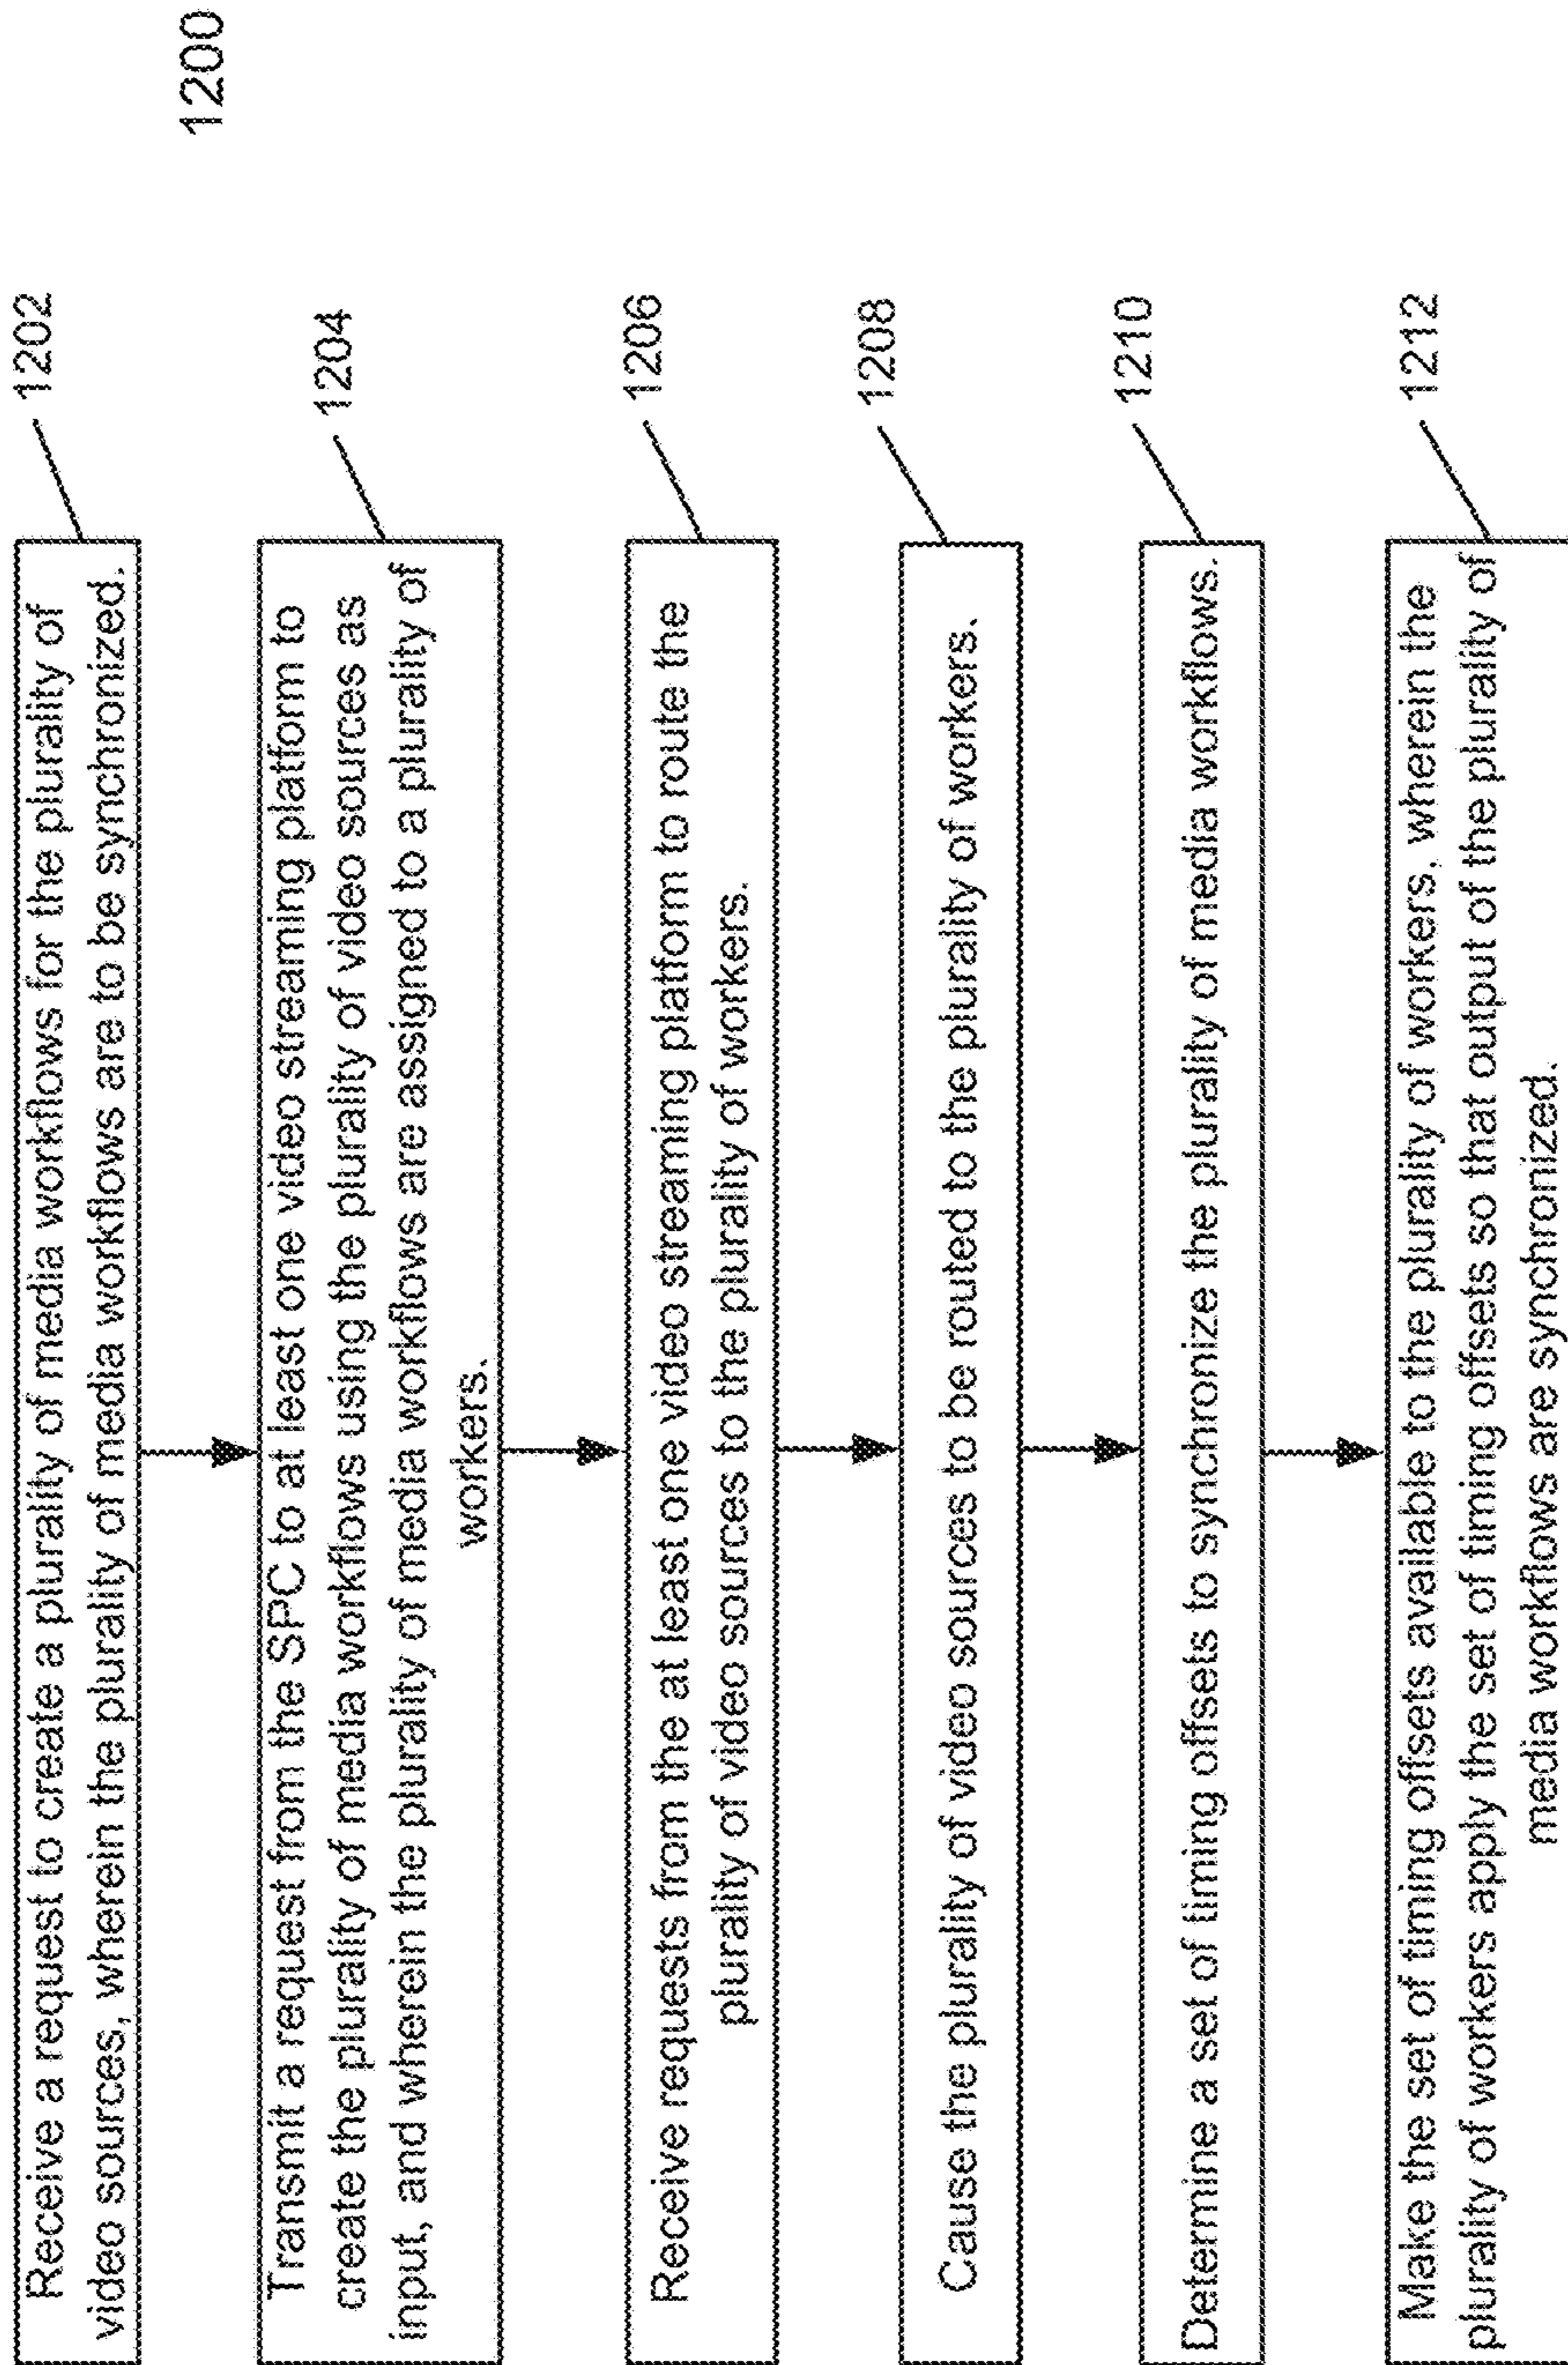 1200
Receive a request to create a plurality of media workflows for the plurality of
video sources, wherein the plurality of media workflows are to be synchronized.
1202
Transmit a request from the SPC to at least one video streaming platform to
create the plurality of media workflows using the plurality of video sources as
input, and wherein the plurality of media workflows are assigned to a plurality of
workers.
1204
Receive requests from the at least one video streaming platform to route the
plurality of video sources to the plurality of workers.
1206
Cause the plurality of video sources to be routed to the plurality of workers.
1208
Determine a set of timing offsets to synchronize the plurality of media workflows.
1210
Make the set of timing offsets available to the plurality of workers, wherein the
plurality of workers apply the set of timing offsets so that output of the plurality of
media workflows are synchronized.
1212